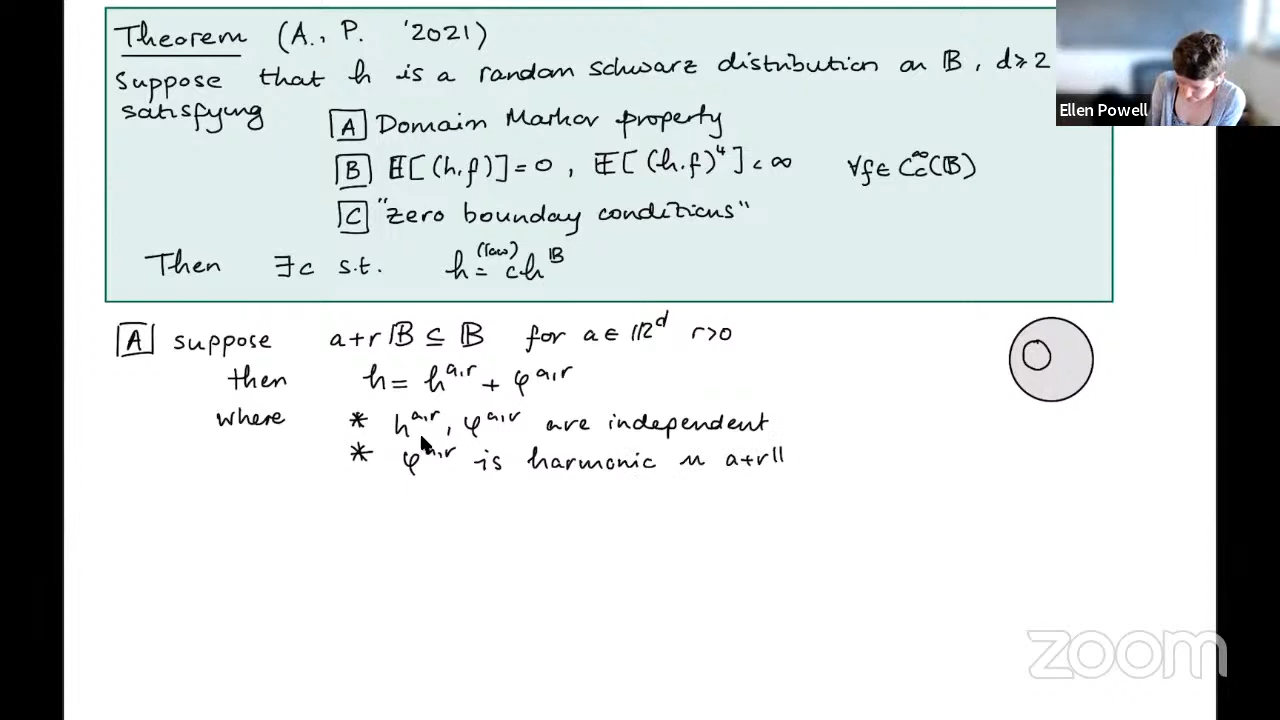 Theorem (A., P. '2021)
Suppose that h is a random Schwarz distribution on 𝔹, d≥2
satisfying
A Domain Markov property
B 𝔼[(h,f)]=0, 𝔼[(h,f)⁴]<∞ ∀f∈C_c^∞(𝔹)
C "zero boundary conditions"
Then ∃c s.t. h (law)= ch^𝔹
A suppose a+r𝔹 ⊆ 𝔹 for a∈ℝ^d r>0
then h = h^{a,r} + φ^{a,r}
where * h^{a,r}, φ^{a,r} are independent
* φ^{a,r} is harmonic in a+r||
Ellen Powell
zoom